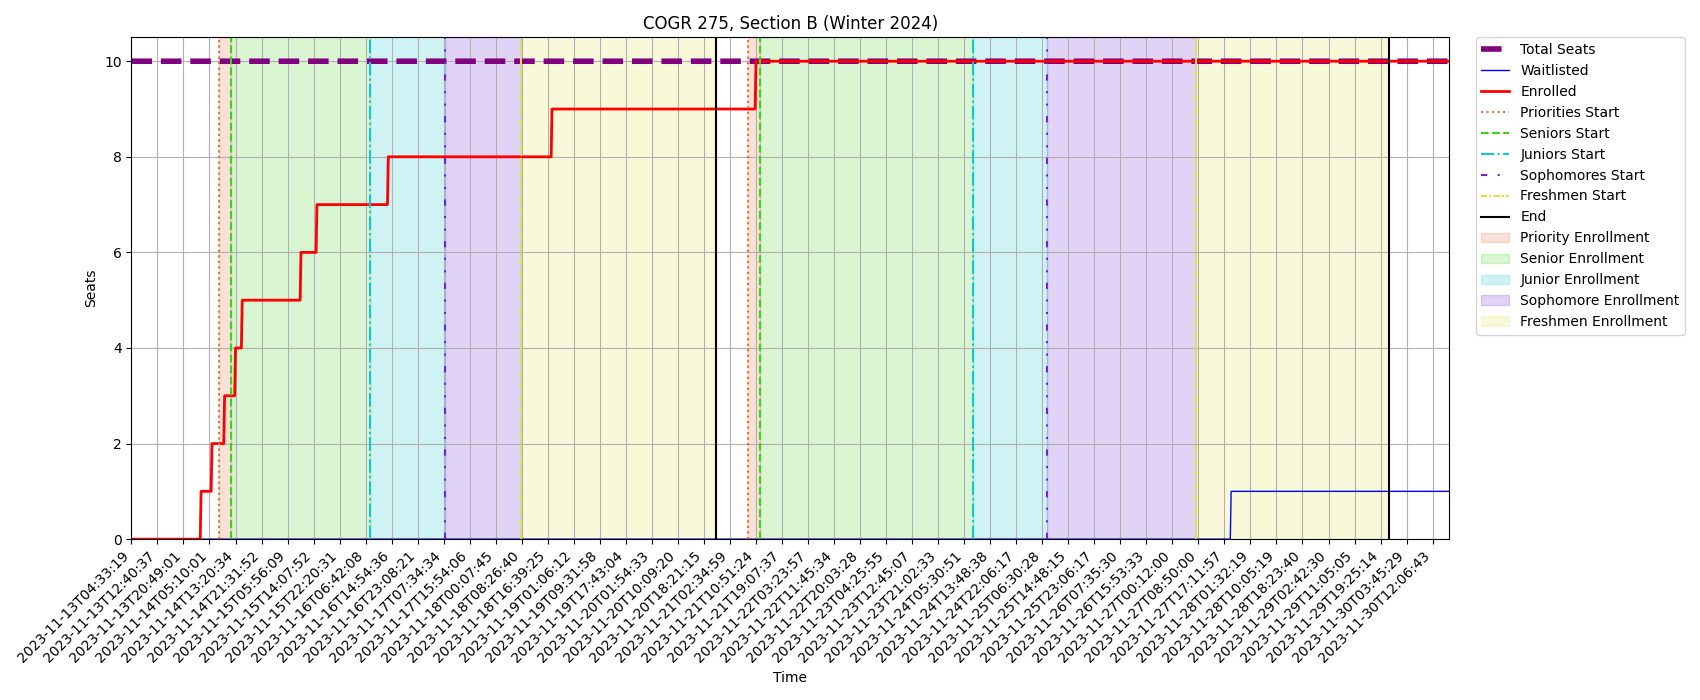 COGR 275, Section B (Winter 2024)
Total Seats
Waitlisted
Enrolled
Priorities Start
Seniors Start
Juniors Start
Sophomores Start
Freshmen Start
End
Priority Enrollment
Senior Enrollment
Junior Enrollment
Sophomore Enrollment
Freshmen Enrollment
Seats
10
8
6
4
2
0
2023-11-13T04:33:19
2023-11-13T12:40:37
2023-11-13T20:49:01
2023-11-14T05:10:01
2023-11-14T13:20:34
2023-11-14T21:31:52
2023-11-15T05:56:09
2023-11-15T14:07:52
2023-11-15T22:20:31
2023-11-16T06:42:08
2023-11-16T14:54:36
2023-11-16T23:08:21
2023-11-17T07:34:34
2023-11-17T15:54:06
2023-11-18T00:07:45
2023-11-18T08:26:40
2023-11-18T16:39:25
2023-11-19T01:06:12
2023-11-19T09:31:58
2023-11-19T17:43:04
2023-11-20T01:54:33
2023-11-20T10:09:20
2023-11-20T18:21:15
2023-11-21T02:34:59
2023-11-21T10:51:24
2023-11-21T19:07:37
2023-11-22T03:23:57
2023-11-22T11:45:34
2023-11-22T20:03:28
2023-11-23T04:25:55
2023-11-23T12:45:07
2023-11-23T21:02:33
2023-11-24T05:30:51
2023-11-24T13:48:38
2023-11-24T22:06:17
2023-11-25T06:30:28
2023-11-25T14:48:15
2023-11-25T23:06:17
2023-11-26T07:35:30
2023-11-26T15:53:33
2023-11-27T00:12:00
2023-11-27T08:50:00
2023-11-27T17:11:57
2023-11-28T01:32:19
2023-11-28T10:05:19
2023-11-28T18:23:40
2023-11-29T02:42:30
2023-11-29T11:05:05
2023-11-29T19:25:14
2023-11-30T03:45:29
2023-11-30T12:06:43
Time